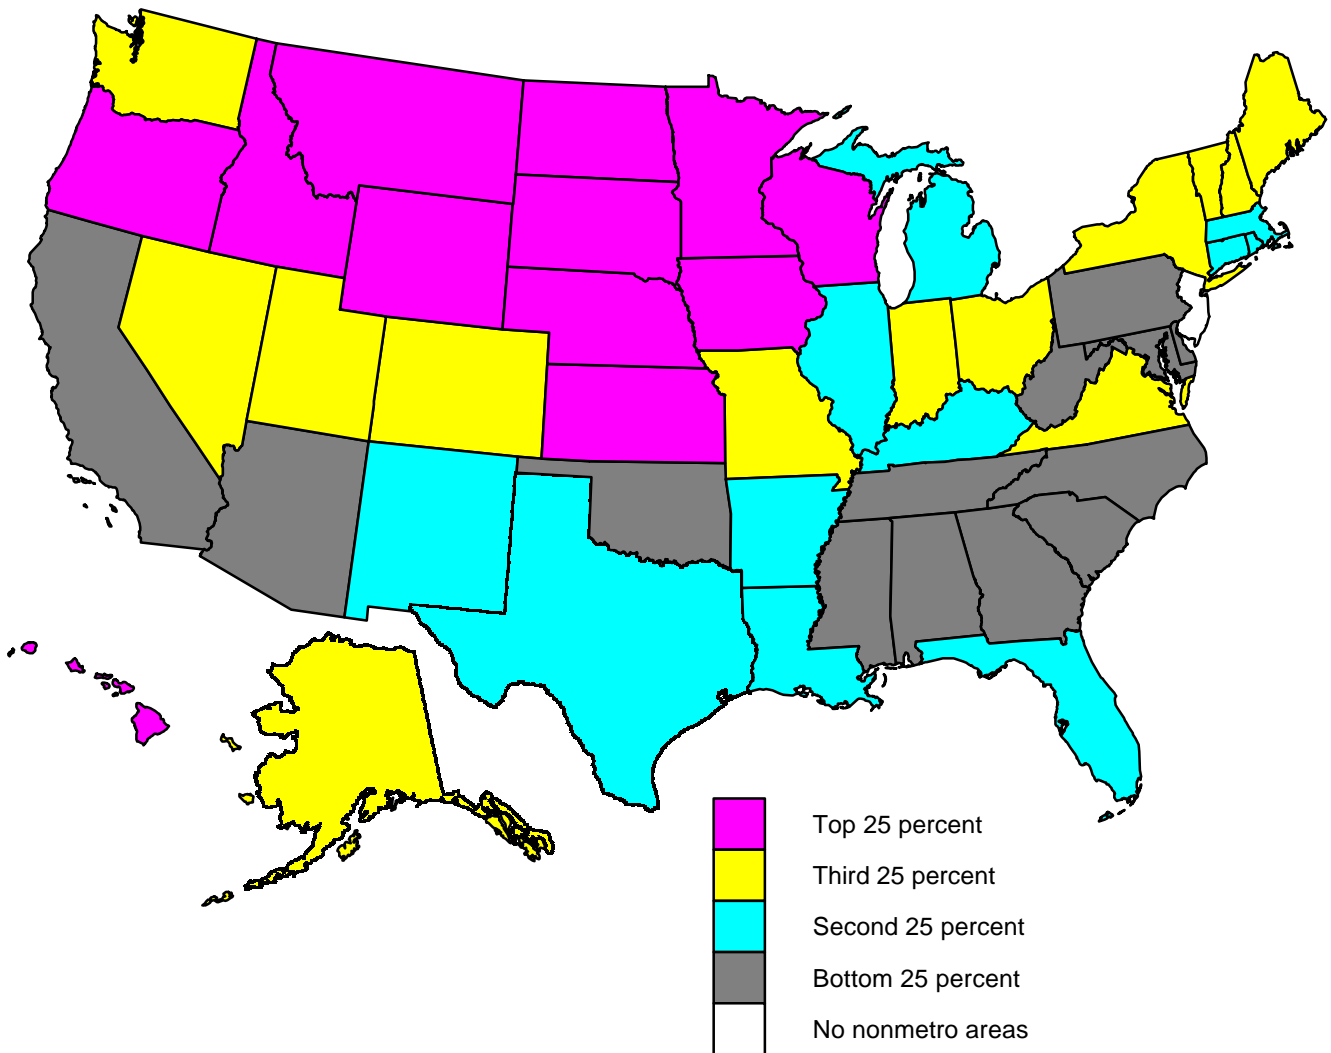 Top 25 percent
Third 25 percent
Second 25 percent
Bottom 25 percent
No nonmetro areas